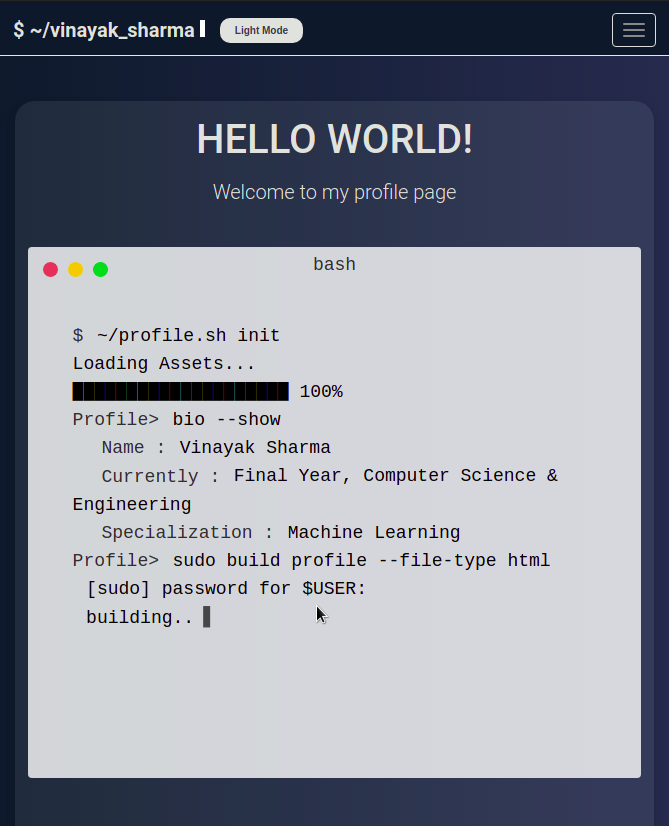 $ ~/vinayak_sharma
Light Mode
HELLO WORLD!
Welcome to my profile page
bash
$ ~/profile.sh init
Loading Assets...
████████████████████ 100%
Profile> bio --show
Name : Vinayak Sharma
Currently : Final Year, Computer Science &
Engineering
Specialization : Machine Learning
Profile> sudo build profile --file-type html
[sudo] password for $USER:
building..